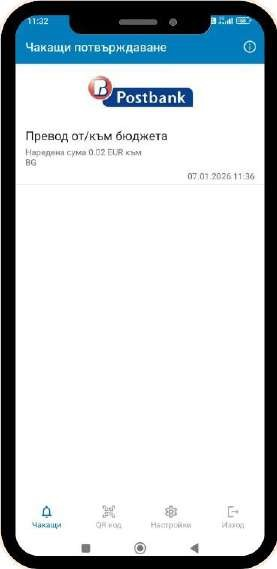 11:32
Чакащи потвърждаване
Postbank
Превод от/към бюджета
Наредена сума 0.02 EUR към
BG
07.01.2026 11:36
Чакащи
QR код
Настройки
Изход